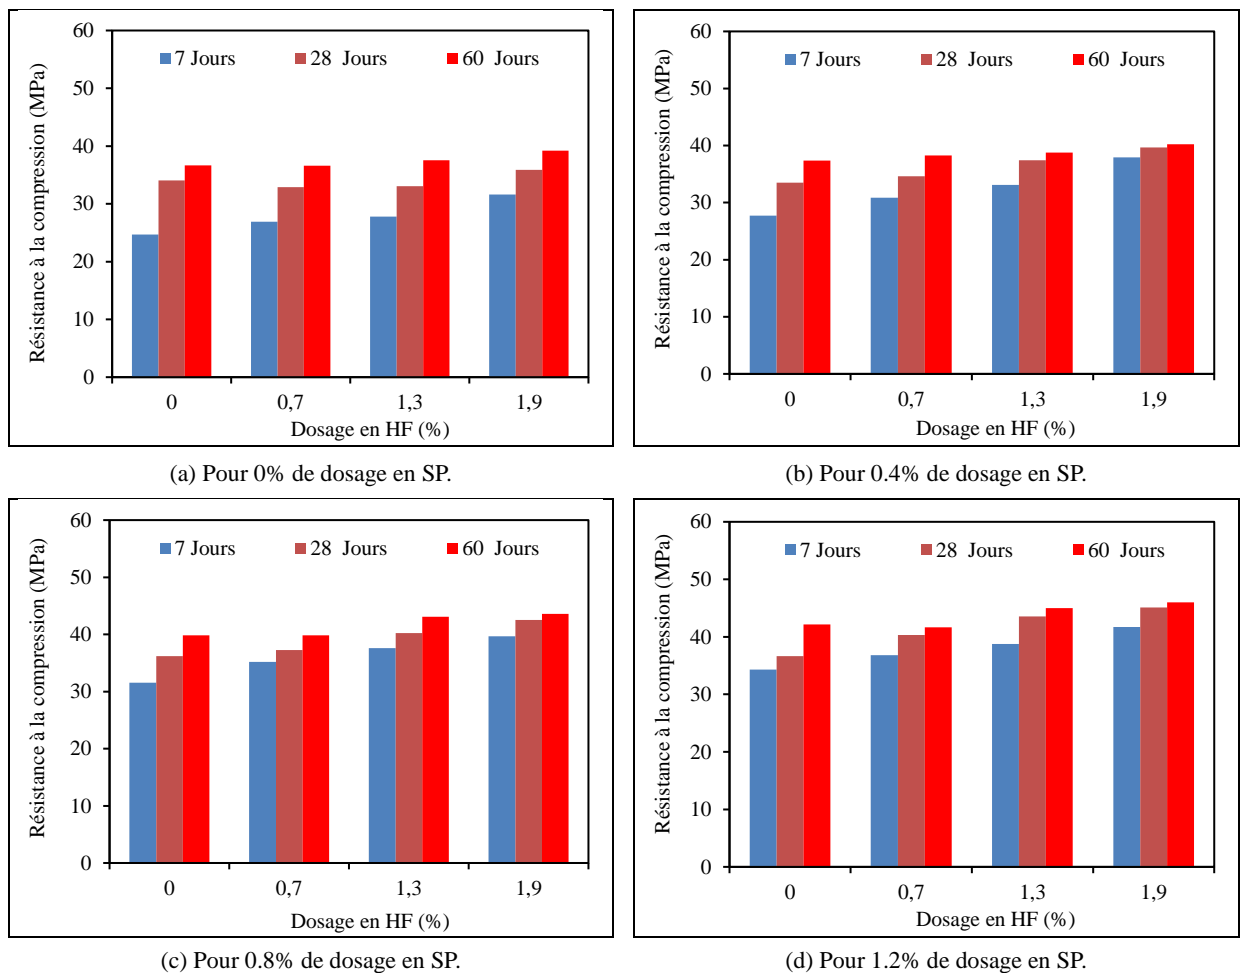 60
50
40
30
20
10
0
Résistance à la compression (MPa)
7 Jours 28 Jours 60 Jours
0 0,7 1,3 1,9
Dosage en HF (%)
(a) Pour 0% de dosage en SP.
60
50
40
30
20
10
0
Résistance à la compression (MPa)
7 Jours 28 Jours 60 Jours
0 0,7 1,3 1,9
Dosage en HF (%)
(b) Pour 0.4% de dosage en SP.
60
50
40
30
20
10
0
Résistance à la compression (MPa)
7 Jours 28 Jours 60 Jours
0 0,7 1,3 1,9
Dosage en HF (%)
(c) Pour 0.8% de dosage en SP.
60
50
40
30
20
10
0
Résistance à la compression (MPa)
7 Jours 28 Jours 60 Jours
0 0,7 1,3 1,9
Dosage en HF (%)
(d) Pour 1.2% de dosage en SP.